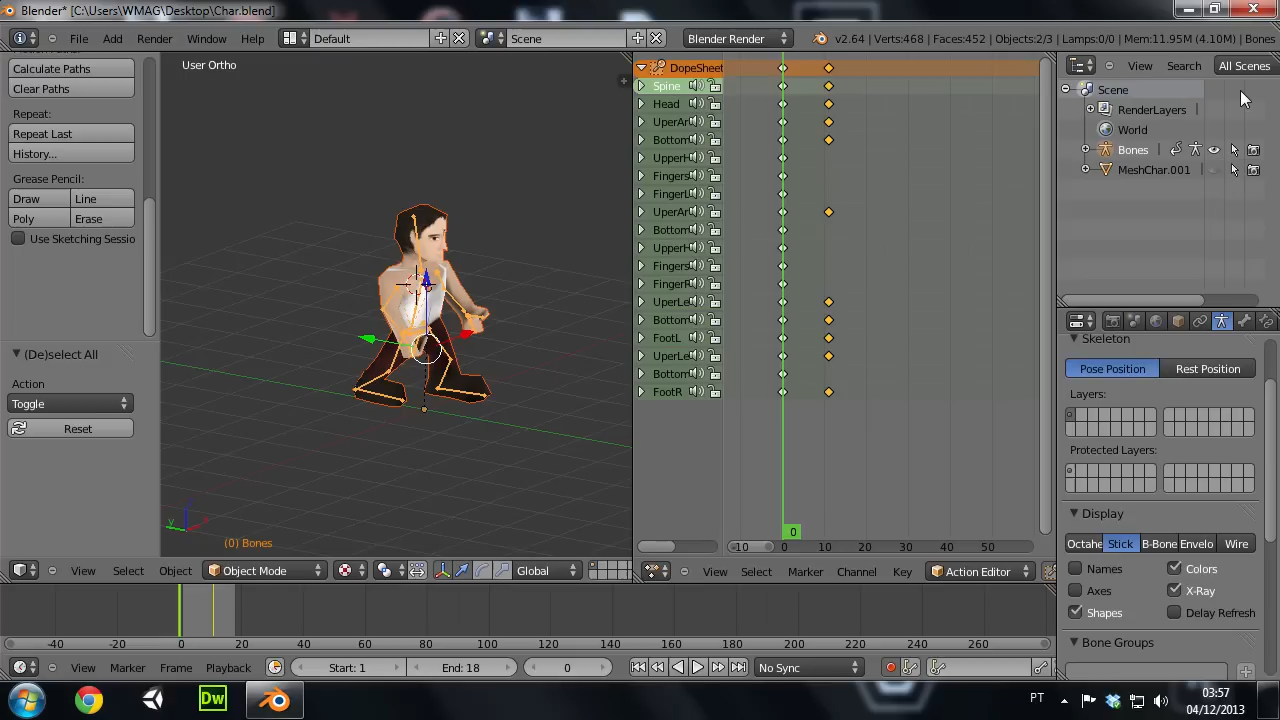 Blender* [C:\Users\WMAG\Desktop\Char.blend]
File Add Render Window Help Default Scene Blender Render v2.64 | Verts:468 | Faces:452 | Objects:2/3 | Lamps:0/0 | Mem:11.95M (4.10M) | Bones
Calculate Paths
Clear Paths
Repeat:
Repeat Last
History...
Grease Pencil:
Draw Line
Poly Erase
Use Sketching Sessio
(De)select All
Action
Toggle
Reset
User Ortho
z
y x
(0) Bones
View Select Object Object Mode Global
DopeSheet
Spine
Head
UperAr
Bottom
UpperH
Fingers
FingerL
UperAr
Bottom
UpperH
Fingers
FingerR
UperLe
Bottom
FootL
UperLe
Bottom
FootR
0
-10 0 10 20 30 40 50
View Select Marker Channel Key Action Editor
View Search All Scenes
Scene
RenderLayers |
World
Bones |
MeshChar.001
Skeleton
Pose Position Rest Position
Layers:
Protected Layers:
Display
Octahe Stick B-Bone Envelo Wire
Names Colors
Axes X-Ray
Shapes Delay Refresh
Bone Groups
-40 -20 0 20 40 60 80 100 120 140 160 180 200 220 240 260
View Marker Frame Playback Start: 1 End: 18 0 No Sync
Dw
PT 03:57
04/12/2013